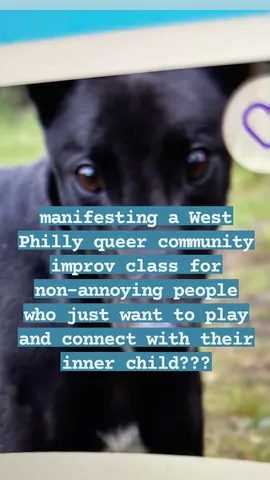 manifesting a West
Philly queer community
improv class for
non-annoying people
who just want to play
and connect with their
inner child???